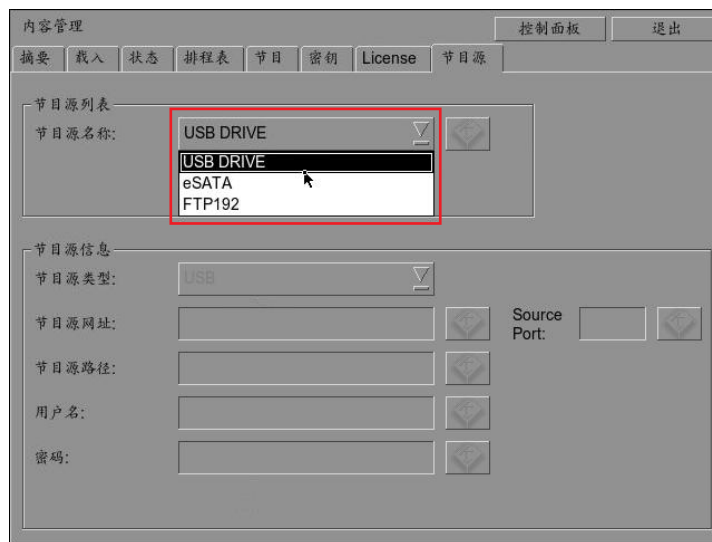 内容管理 控制面板 退出
摘要 载入 状态 排程表 节目 密钥 License 节目源
节目源列表
节目源名称: USB DRIVE
USB DRIVE
eSATA
FTP192
节目源信息
节目源类型: USB
节目源网址: Source Port:
节目源路径:
用户名:
密码: